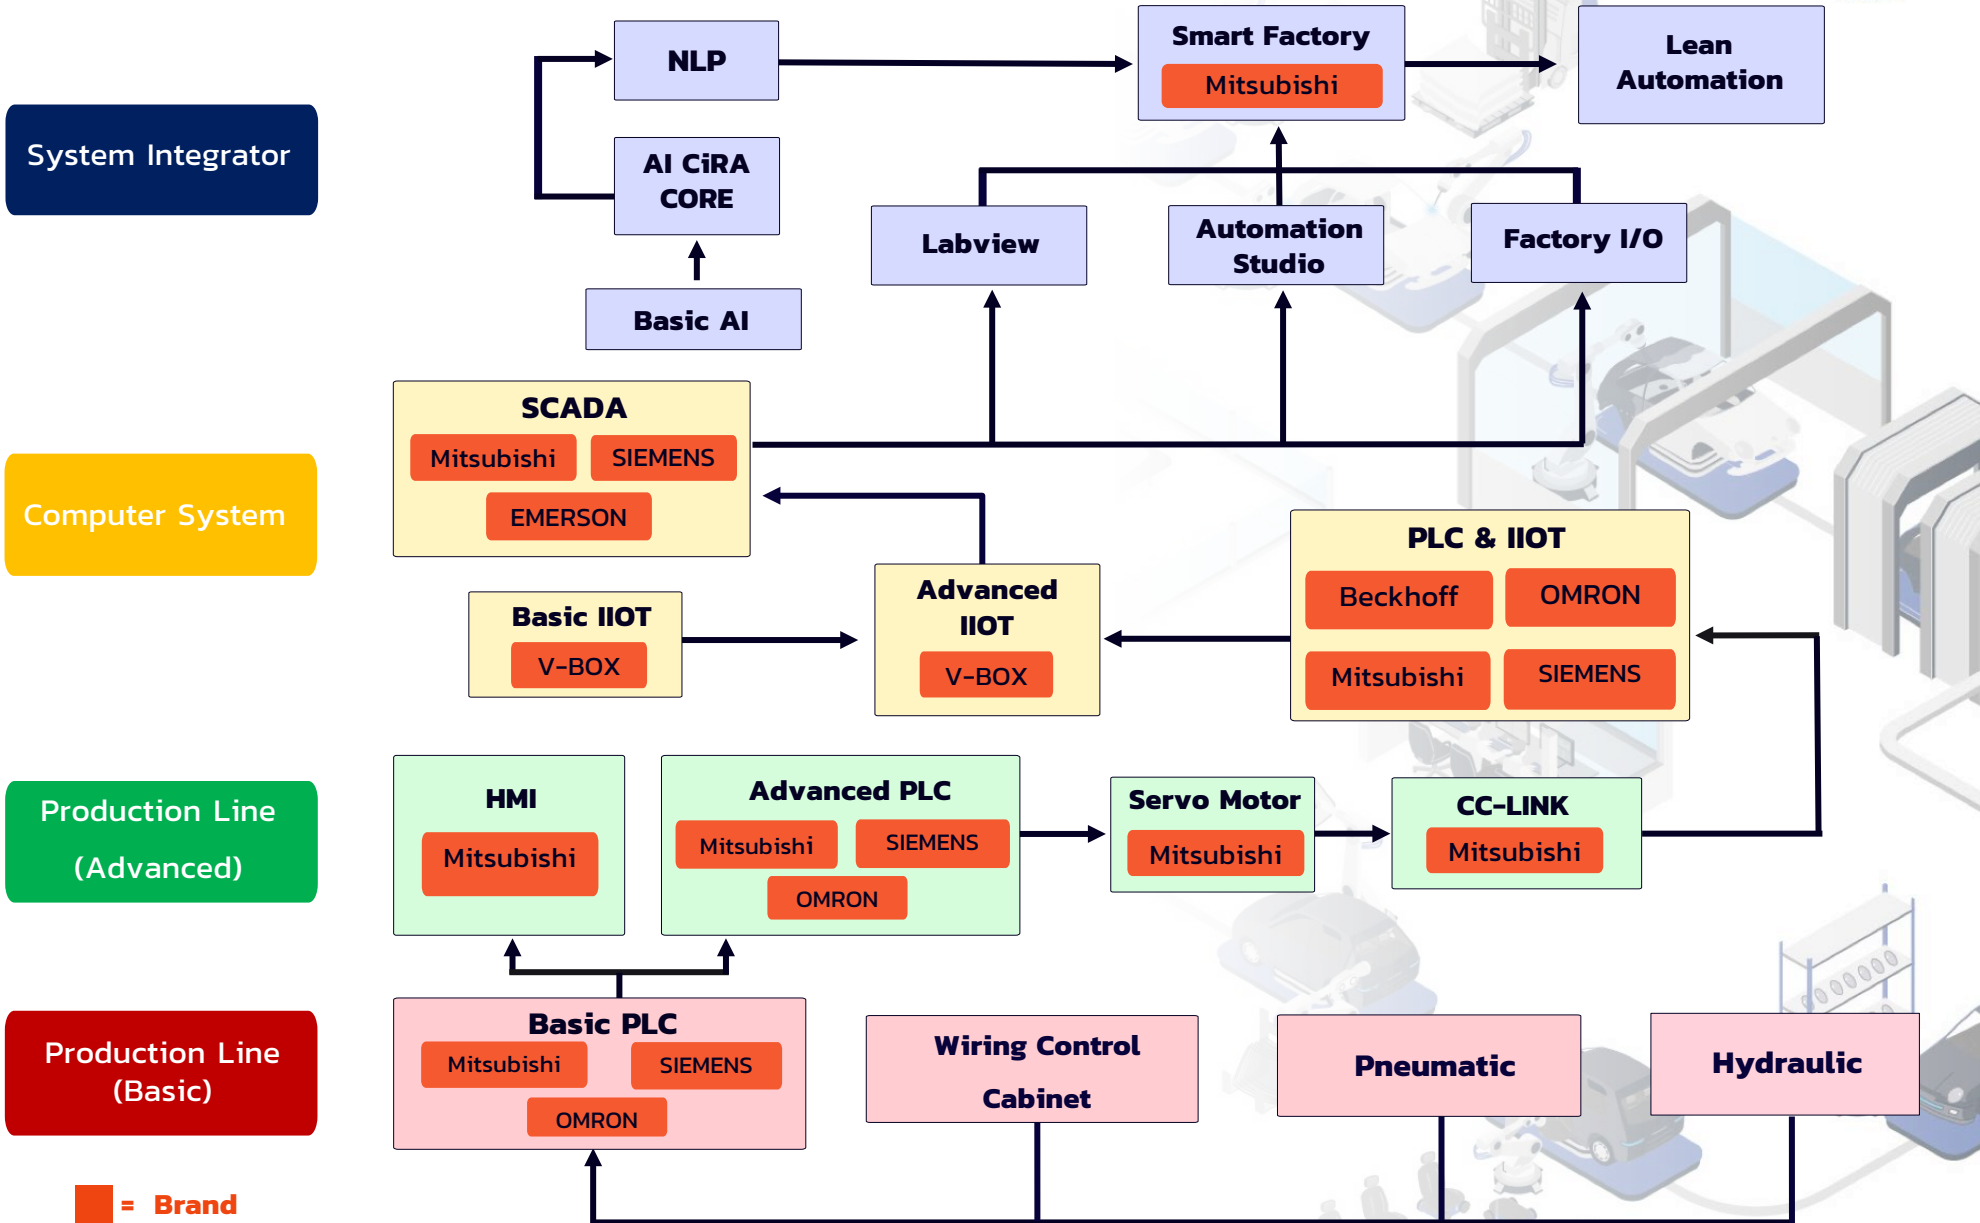 NLP
Smart Factory
Mitsubishi
Lean
Automation
System Integrator
AI CiRA
CORE
Labview
Automation
Studio
Factory I/O
Basic AI
SCADA
Mitsubishi
SIEMENS
EMERSON
Computer System
PLC & IIOT
Beckhoff
OMRON
Mitsubishi
SIEMENS
Basic IIOT
V-BOX
Advanced
IIOT
V-BOX
Production Line
(Advanced)
HMI
Mitsubishi
Advanced PLC
Mitsubishi
SIEMENS
OMRON
Servo Motor
Mitsubishi
CC-LINK
Mitsubishi
Production Line
(Basic)
Basic PLC
Mitsubishi
SIEMENS
OMRON
Wiring Control
Cabinet
Pneumatic
Hydraulic
= Brand